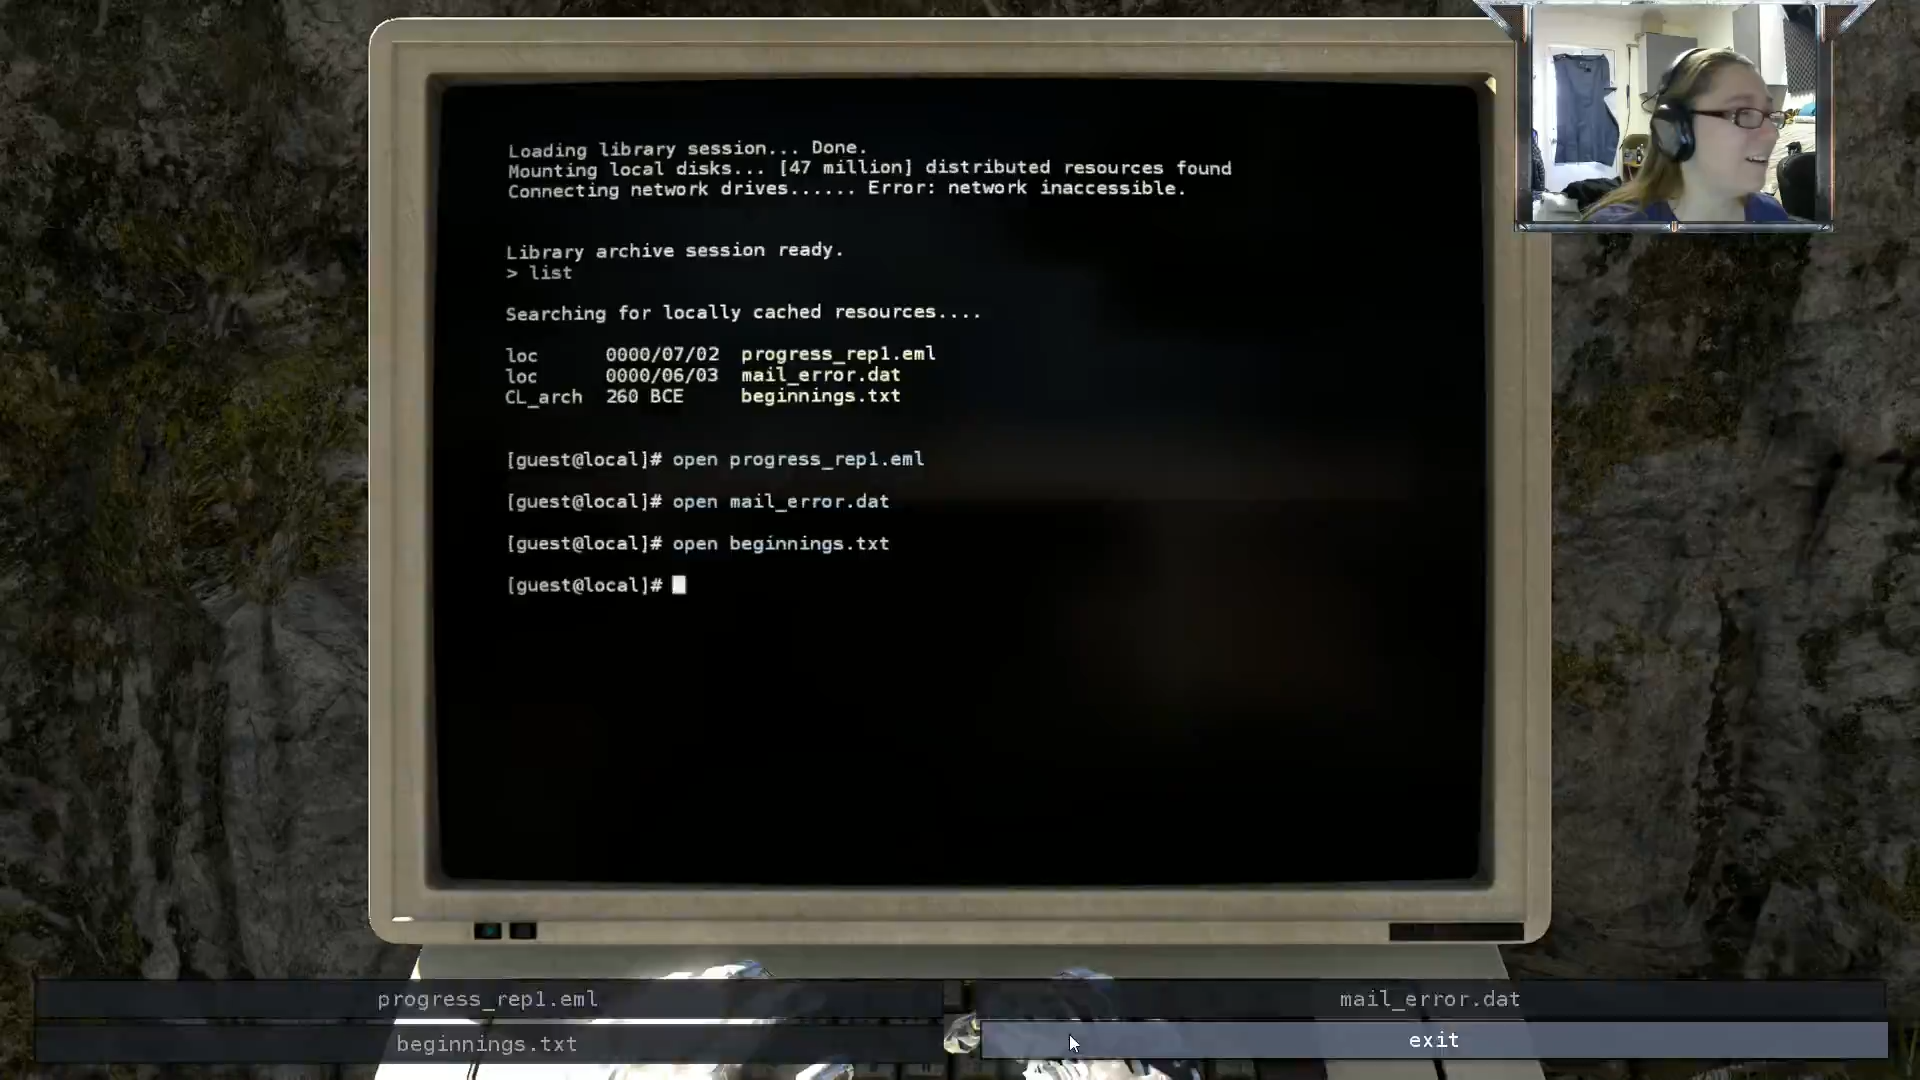 Loading library session... Done.
Mounting local disks... [47 million] distributed resources found
Connecting network drives...... Error: network inaccessible.
Library archive session ready.
> list
Searching for locally cached resources....
loc 0000/07/02 progress_rep1.eml
loc 0000/06/03 mail_error.dat
CL_arch 260 BCE beginnings.txt
[guest@local]# open progress_rep1.eml
[guest@local]# open mail_error.dat
[guest@local]# open beginnings.txt
[guest@local]#
progress_rep1.eml
mail_error.dat
beginnings.txt
exit